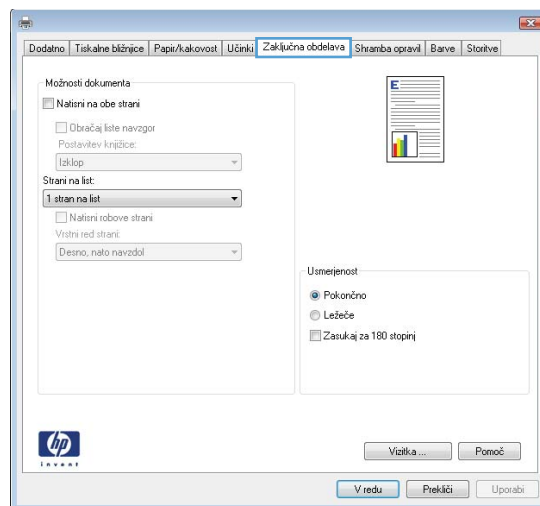 Dodatno Tiskalne bližnjice Papir/kakovost Učinki Zaključna obdelava Shramba opravil Barve Storitve
Možnosti dokumenta
Natisni na obe strani
Obračaj liste navzgor
Postavitev knjižice:
Izklop
Strani na list:
1 stran na list
Natisni robove strani
Vrstni red strani:
Desno, nato navzdol
E
Usmerjenost
Pokončno
Ležeče
Zasukaj za 180 stopinj
hp
invent
Vizitka ... Pomoč
V redu Prekliči Uporabi